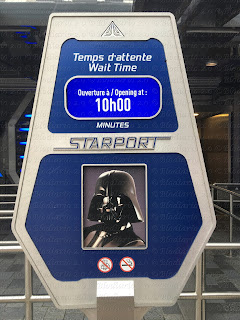 Temps d'attente
Wait Time
Ouverture à / Opening at :
10h00
MINUTES
STARPORT